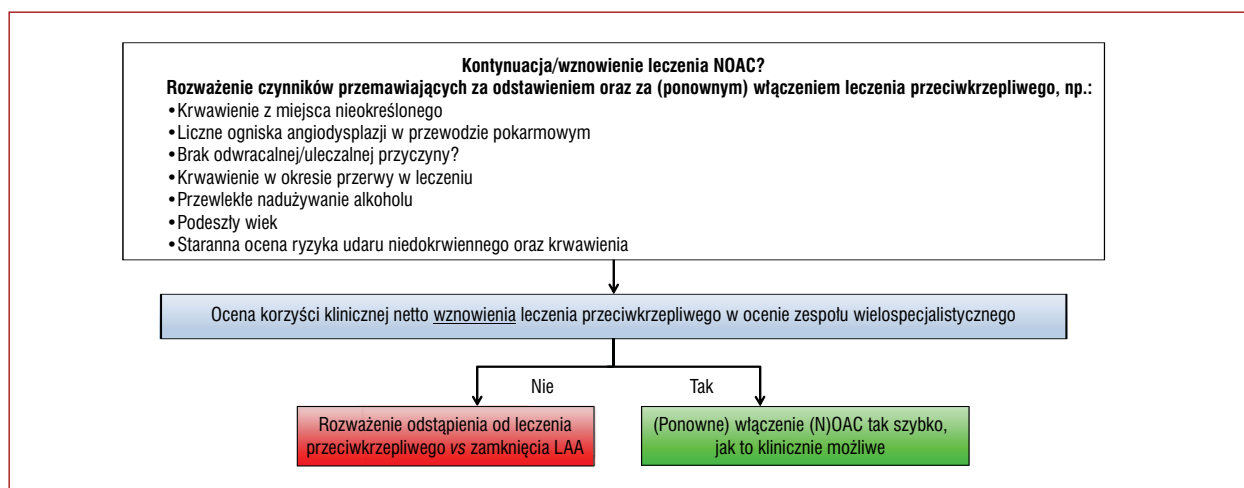 Kontynuacja/wznowienie leczenia NOAC?
Rozważenie czynników przemawiających za odstawieniem oraz za (ponownym) włączeniem leczenia przeciwkrzepliwego, np.:
•Krwawienie z miejsca nieokreślonego
•Liczne ogniska angiodysplazji w przewodzie pokarmowym
•Brak odwracalnej/uleczalnej przyczyny?
•Krwawienie w okresie przerwy w leczeniu
•Przewlekłe nadużywanie alkoholu
•Podeszły wiek
•Staranna ocena ryzyka udaru niedokrwiennego oraz krwawienia
Ocena korzyści klinicznej netto wznowienia leczenia przeciwkrzepliwego w ocenie zespołu wielospecjalistycznego
Nie
Tak
Rozważenie odstąpienia od leczenia
przeciwkrzepliwego vs zamknięcia LAA
(Ponowne) włączenie (N)OAC tak szybko,
jak to klinicznie możliwe